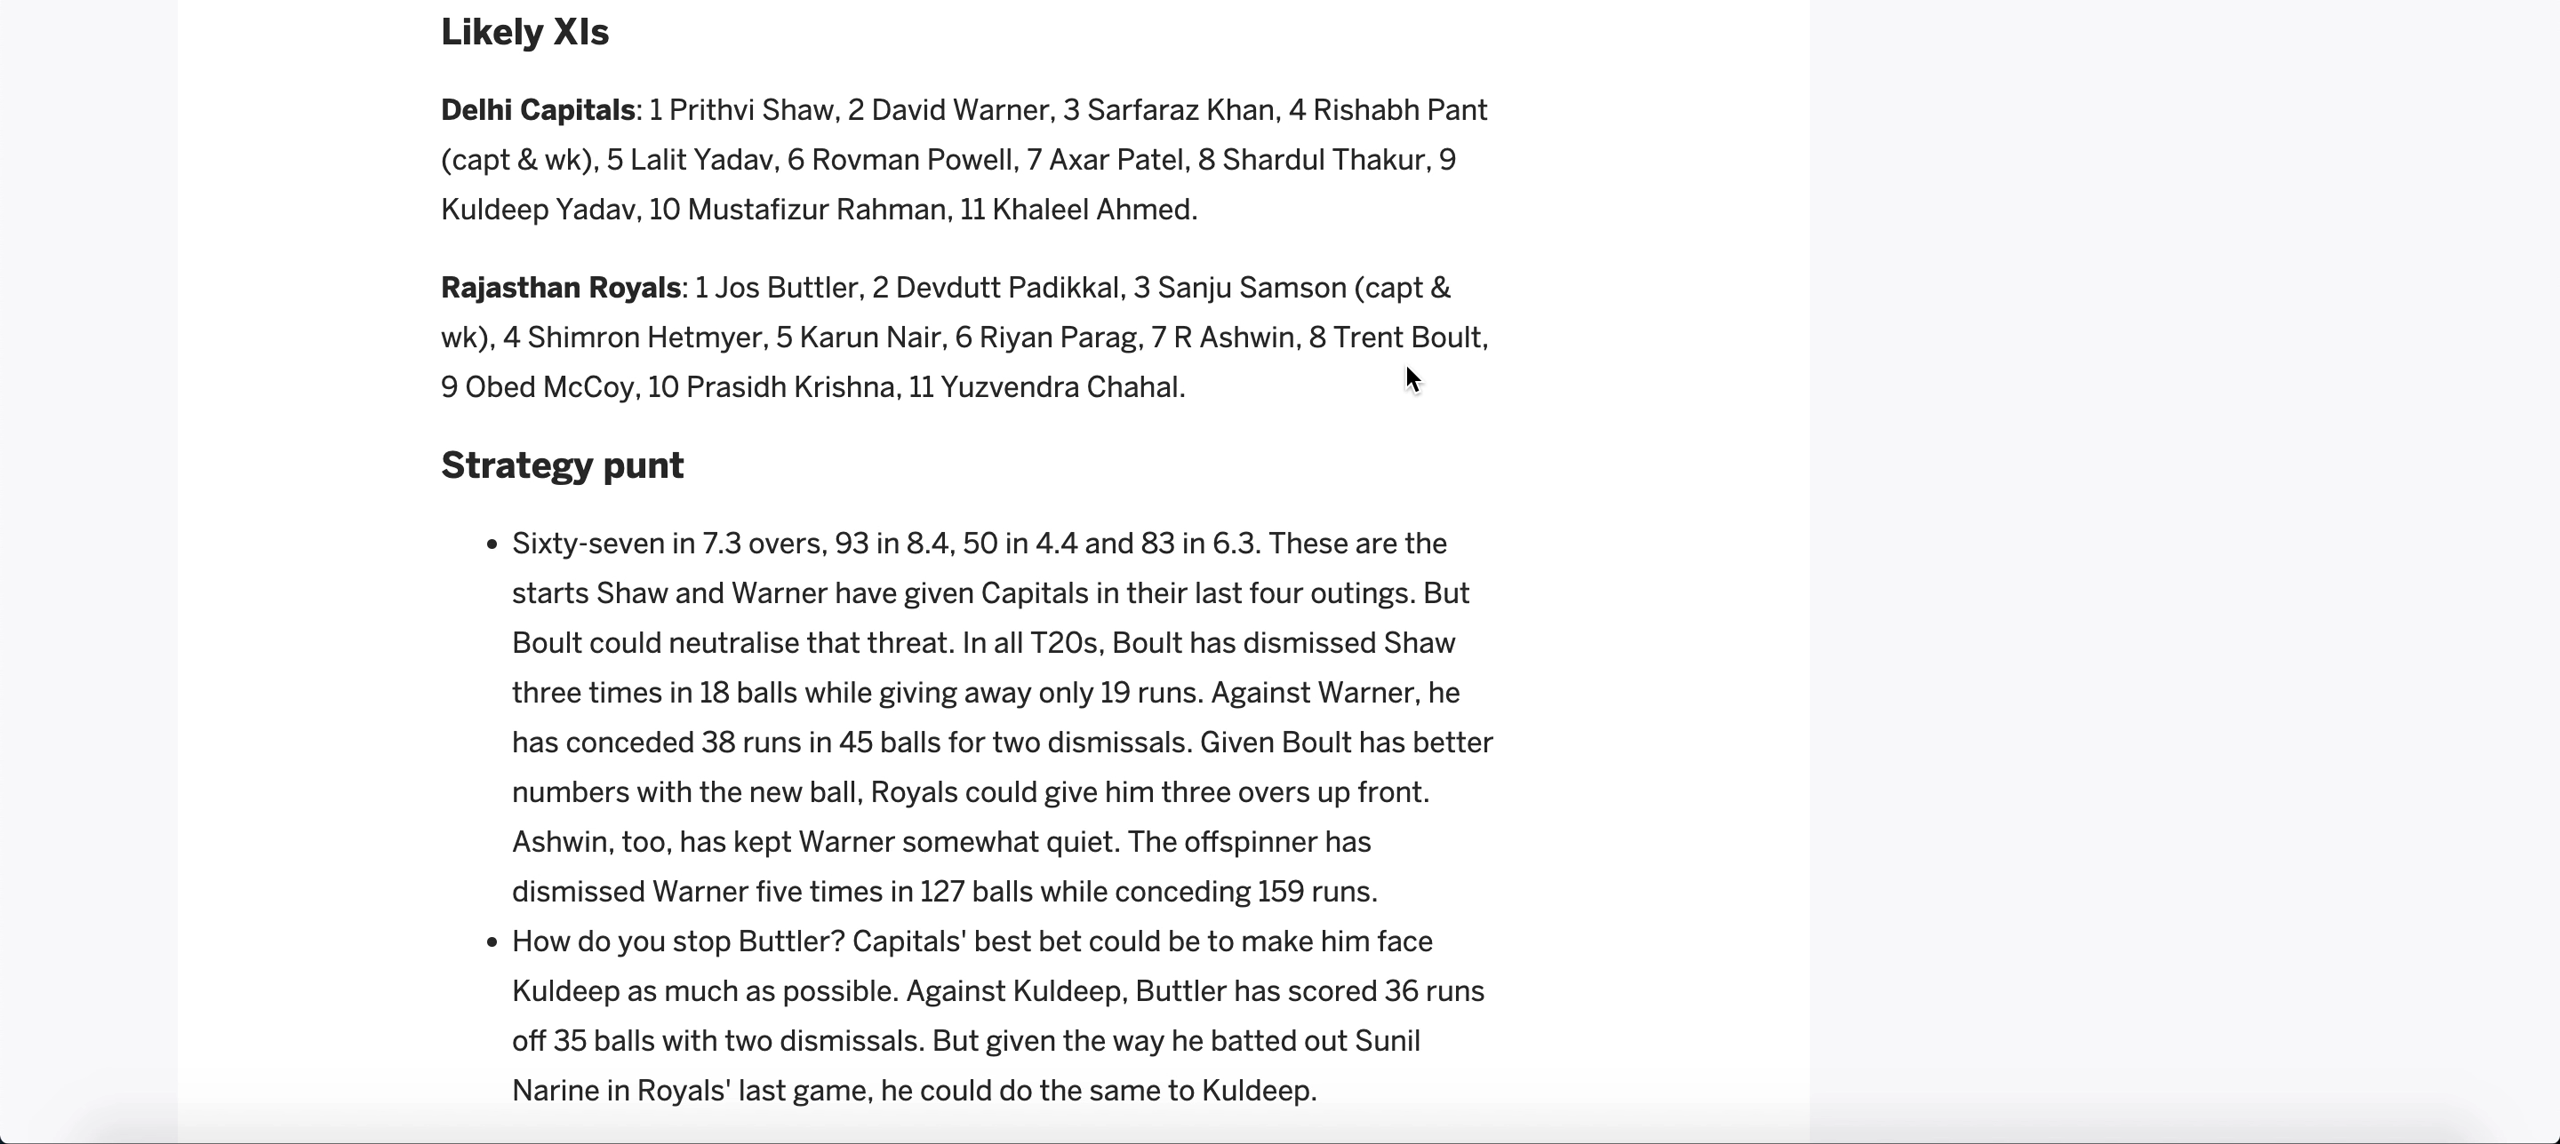 Likely XIs
Delhi Capitals: 1 Prithvi Shaw, 2 David Warner, 3 Sarfaraz Khan, 4 Rishabh Pant
(capt & wk), 5 Lalit Yadav, 6 Rovman Powell, 7 Axar Patel, 8 Shardul Thakur, 9
Kuldeep Yadav, 10 Mustafizur Rahman, 11 Khaleel Ahmed.
Rajasthan Royals: 1 Jos Buttler, 2 Devdutt Padikkal, 3 Sanju Samson (capt &
wk), 4 Shimron Hetmyer, 5 Karun Nair, 6 Riyan Parag, 7 R Ashwin, 8 Trent Boult,
9 Obed McCoy, 10 Prasidh Krishna, 11 Yuzvendra Chahal.
Strategy punt
• Sixty-seven in 7.3 overs, 93 in 8.4, 50 in 4.4 and 83 in 6.3. These are the
starts Shaw and Warner have given Capitals in their last four outings. But
Boult could neutralise that threat. In all T20s, Boult has dismissed Shaw
three times in 18 balls while giving away only 19 runs. Against Warner, he
has conceded 38 runs in 45 balls for two dismissals. Given Boult has better
numbers with the new ball, Royals could give him three overs up front.
Ashwin, too, has kept Warner somewhat quiet. The offspinner has
dismissed Warner five times in 127 balls while conceding 159 runs.
• How do you stop Buttler? Capitals' best bet could be to make him face
Kuldeep as much as possible. Against Kuldeep, Buttler has scored 36 runs
off 35 balls with two dismissals. But given the way he batted out Sunil
Narine in Royals' last game, he could do the same to Kuldeep.